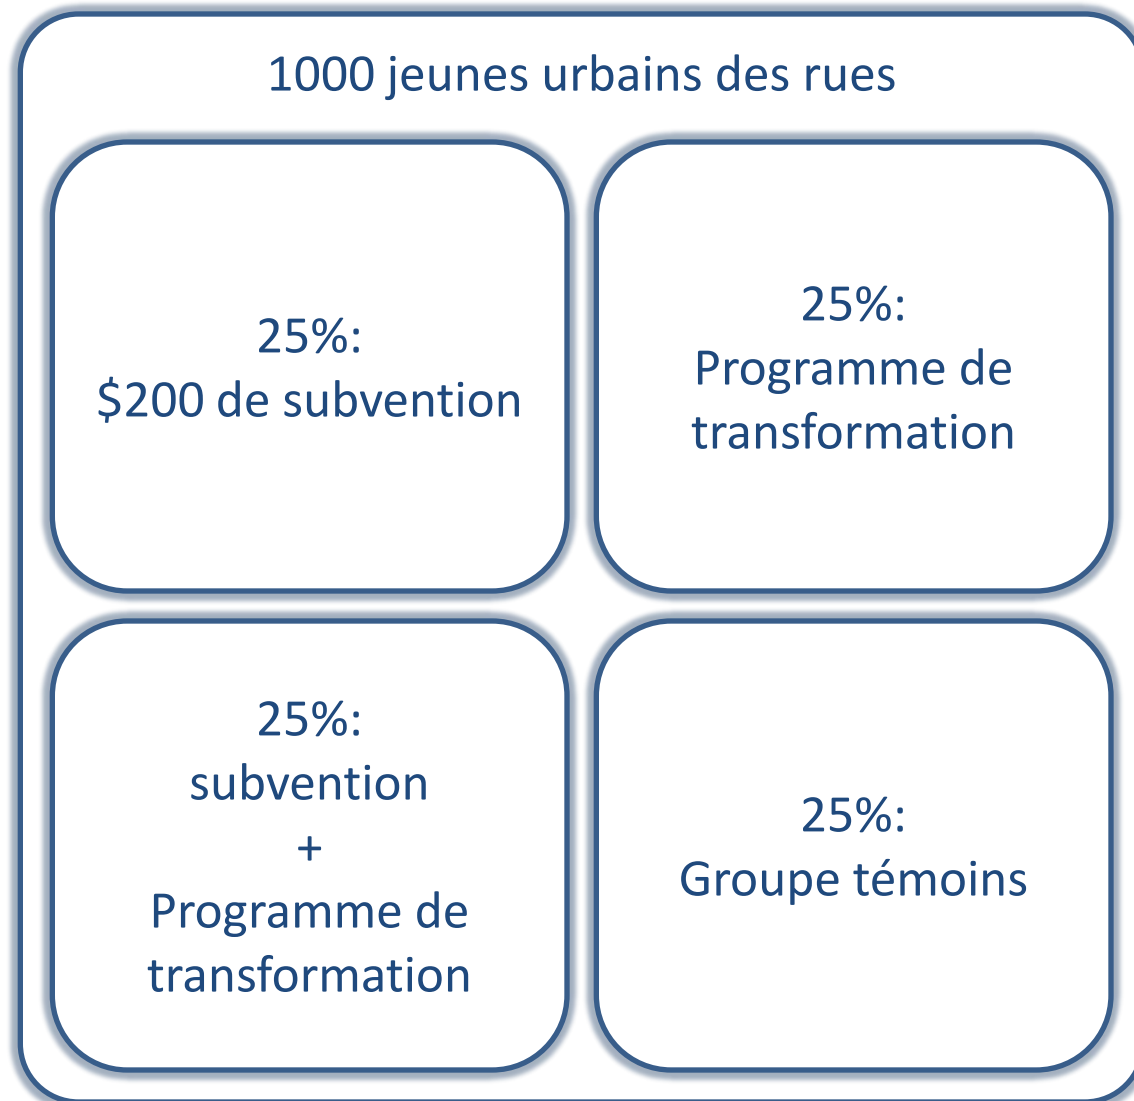 1000 jeunes urbains des rues
25%:
$200 de subvention
25%:
Programme de
transformation
25%:
subvention
+
Programme de
transformation
25%:
Groupe témoins